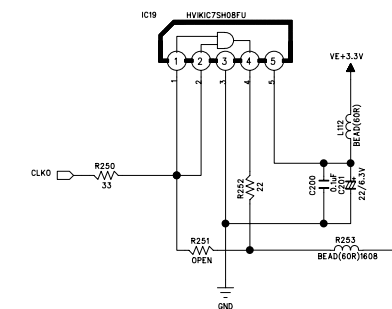 IC19 HVIKIC7SH08FU
1 2 3 4 5
1 2 3 4 5
VE+3.3V
L112
BEAD(60R)
CLKO
R250
33
R252
22
C200
0.1uF
C201
22/6.3V
R251
OPEN
R253
BEAD(60R)1608
GND